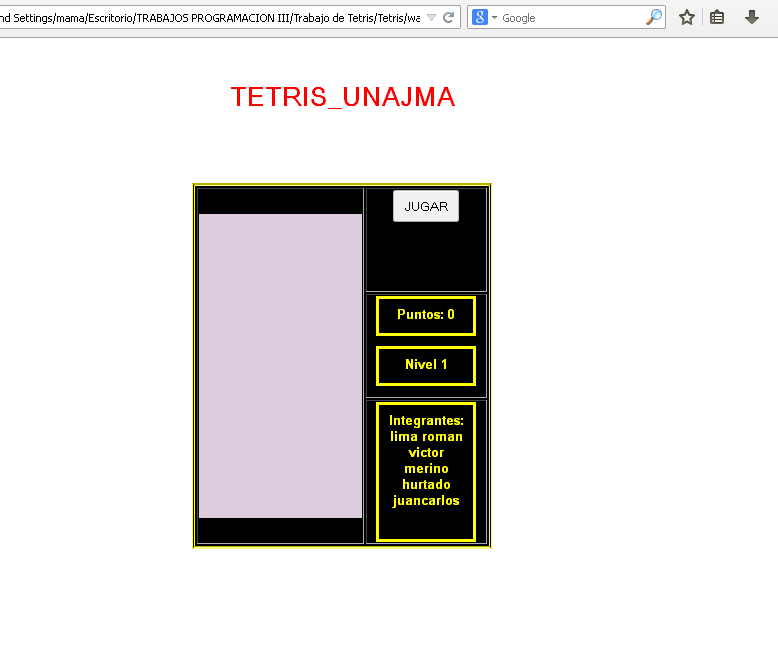 nd Settings/mama/Escritorio/TRABAJOS PROGRAMACION III/Trabajo de Tetris/Tetris/wa
Google
TETRIS_UNAJMA
JUGAR
Puntos: 0
Nivel 1
Integrantes:
lima roman
victor
merino
hurtado
juancarlos